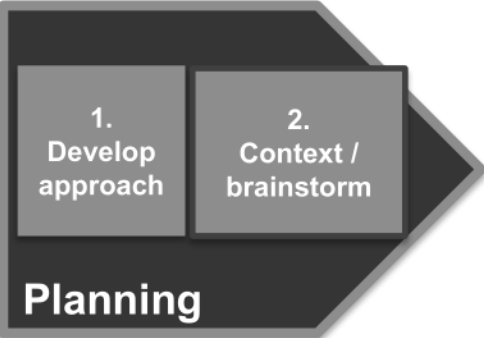 1.
Develop
approach
2.
Context /
brainstorm
Planning